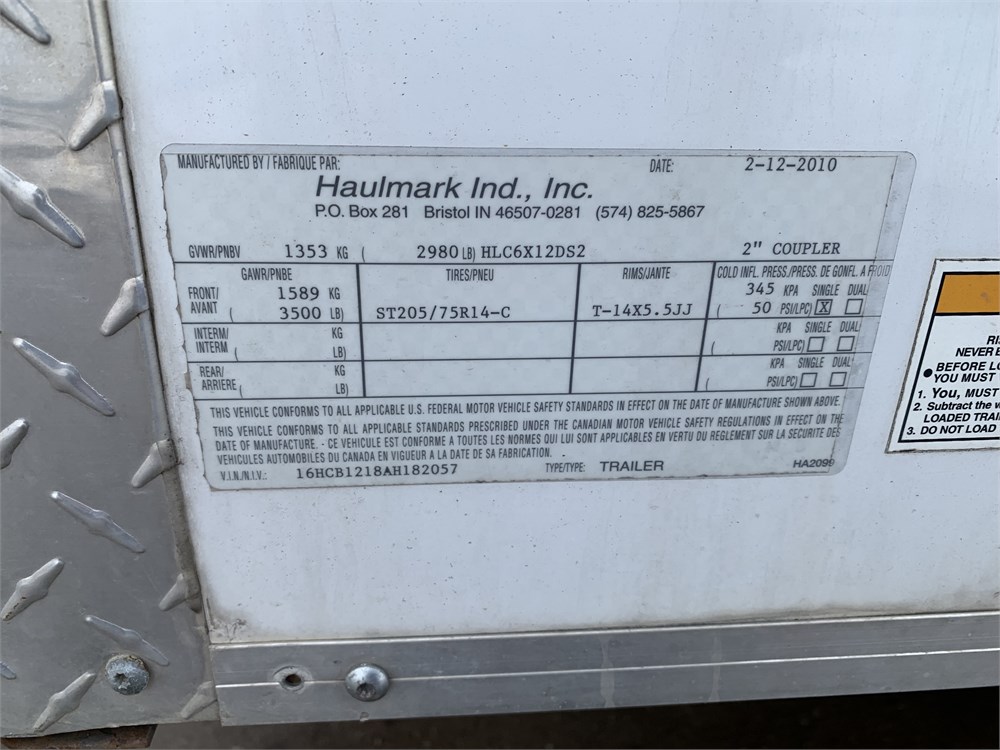 MANUFACTURED BY / FABRIQUE PAR: DATE: 2-12-2010
Haulmark Ind., Inc.
P.O. Box 281 Bristol IN 46507-0281 (574) 825-5867
GVWR/PNBV 1353 KG ( 2980 LB) HLC6X12DS2 2" COUPLER
GAWR/PNBE TIRES/PNEU RIMS/JANTE COLD INFL. PRESS./PRESS. DE GONFL. A FROID
FRONT/ 1589 KG 345 KPA SINGLE DUAL
AVANT ( 3500 LB) ST205/75R14-C T-14X5.5JJ ( 50 PSI/LPC) X
INTERM/ KG KPA SINGLE DUAL
INTERM ( LB) ( PSI/LPC)
REAR/ KG KPA SINGLE DUAL
ARRIERE ( LB) ( PSI/LPC)
THIS VEHICLE CONFORMS TO ALL APPLICABLE U.S. FEDERAL MOTOR VEHICLE SAFETY STANDARDS IN EFFECT ON THE DATE OF MANUFACTURE SHOWN ABOVE.
THIS VEHICLE CONFORMS TO ALL APPLICABLE STANDARDS PRESCRIBED UNDER THE CANADIAN MOTOR VEHICLE SAFETY REGULATIONS IN EFFECT ON THE
DATE OF MANUFACTURE. - CE VEHICULE EST CONFORME A TOUTES LES NORMES QUI LUI SONT APPLICABLES EN VERTU DU REGLEMENT SUR LA SECURITE DES
VEHICULES AUTOMOBILES DU CANADA EN VIGUEUR A LA DATE DE SA FABRICATION.
V.I.N./N.I.V.: 16HCB1218AH182057 TYPE/TYPE: TRAILER HA2099
NEVER
• BEFORE
YOU MUST
1. You, MUST
2. Subtract the
LOADED
3. DO NOT LOAD